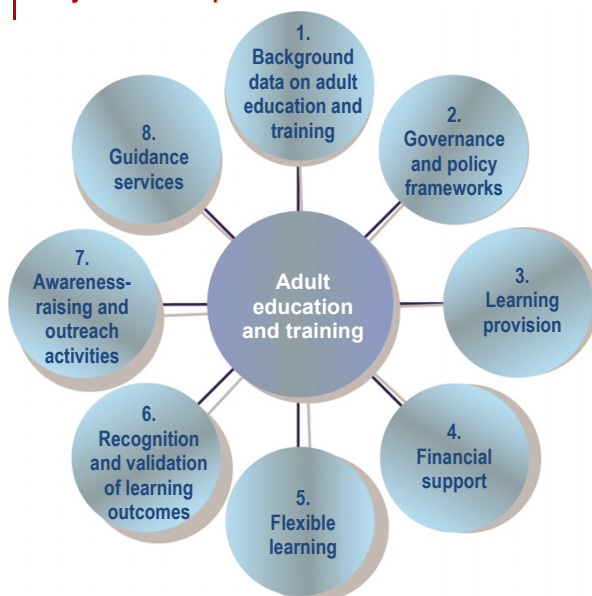 1.
Background
data on adult
education and
training
2.
Governance
and policy
frameworks
3.
Learning
provision
4.
Financial
support
5.
Flexible
learning
6.
Recognition
and validation
of learning
outcomes
7.
Awareness-
raising and
outreach
activities
8.
Guidance
services
Adult
education
and training